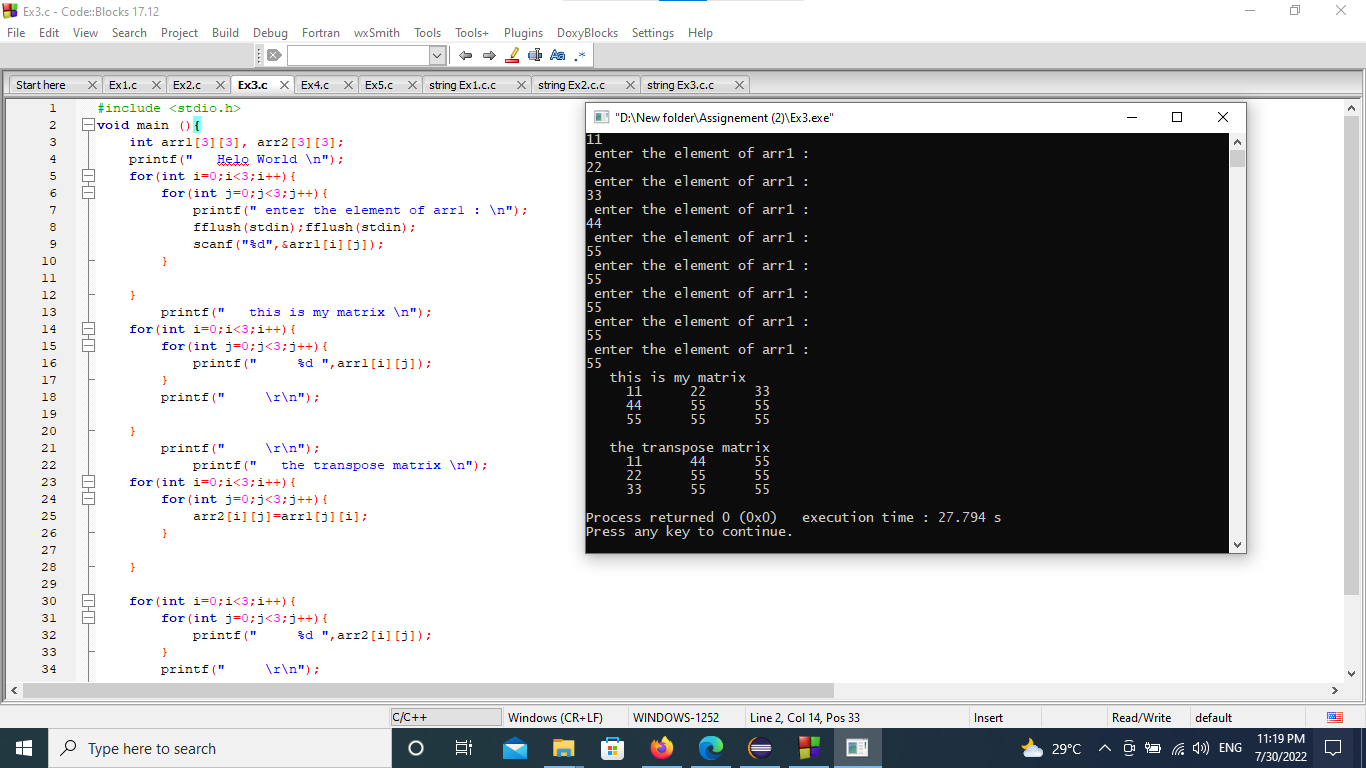 Ex3.c - Code::Blocks 17.12
File Edit View Search Project Build Debug Fortran wxSmith Tools Tools+ Plugins DoxyBlocks Settings Help
Start here Ex1.c Ex2.c Ex3.c Ex4.c Ex5.c string Ex1.c.c string Ex2.c.c string Ex3.c.c
1 #include <stdio.h>
2 void main (){
3 int arr1[3][3], arr2[3][3];
4 printf("   Helo World \n");
5 for(int i=0;i<3;i++){
6 for(int j=0;j<3;j++){
7 printf(" enter the element of arr1 : \n");
8 fflush(stdin);fflush(stdin);
9 scanf("%d",&arr1[i][j]);
10 }
11
12 }
13 printf("   this is my matrix \n");
14 for(int i=0;i<3;i++){
15 for(int j=0;j<3;j++){
16 printf("     %d ",arr1[i][j]);
17 }
18 printf("     \r\n");
19
20 }
21 printf("     \r\n");
22 printf("   the transpose matrix \n");
23 for(int i=0;i<3;i++){
24 for(int j=0;j<3;j++){
25 arr2[i][j]=arr1[j][i];
26 }
27
28 }
29
30 for(int i=0;i<3;i++){
31 for(int j=0;j<3;j++){
32 printf("     %d ",arr2[i][j]);
33 }
34 printf("     \r\n");
"D:\New folder\Assignement (2)\Ex3.exe"
11
enter the element of arr1 :
22
enter the element of arr1 :
33
enter the element of arr1 :
44
enter the element of arr1 :
55
enter the element of arr1 :
55
enter the element of arr1 :
55
enter the element of arr1 :
55
enter the element of arr1 :
55
this is my matrix
11 22 33
44 55 55
55 55 55
the transpose matrix
11 44 55
22 55 55
33 55 55
Process returned 0 (0x0)   execution time : 27.794 s
Press any key to continue.
C/C++ Windows (CR+LF) WINDOWS-1252 Line 2, Col 14, Pos 33 Insert Read/Write default
Type here to search
29°C ENG 11:19 PM
7/30/2022